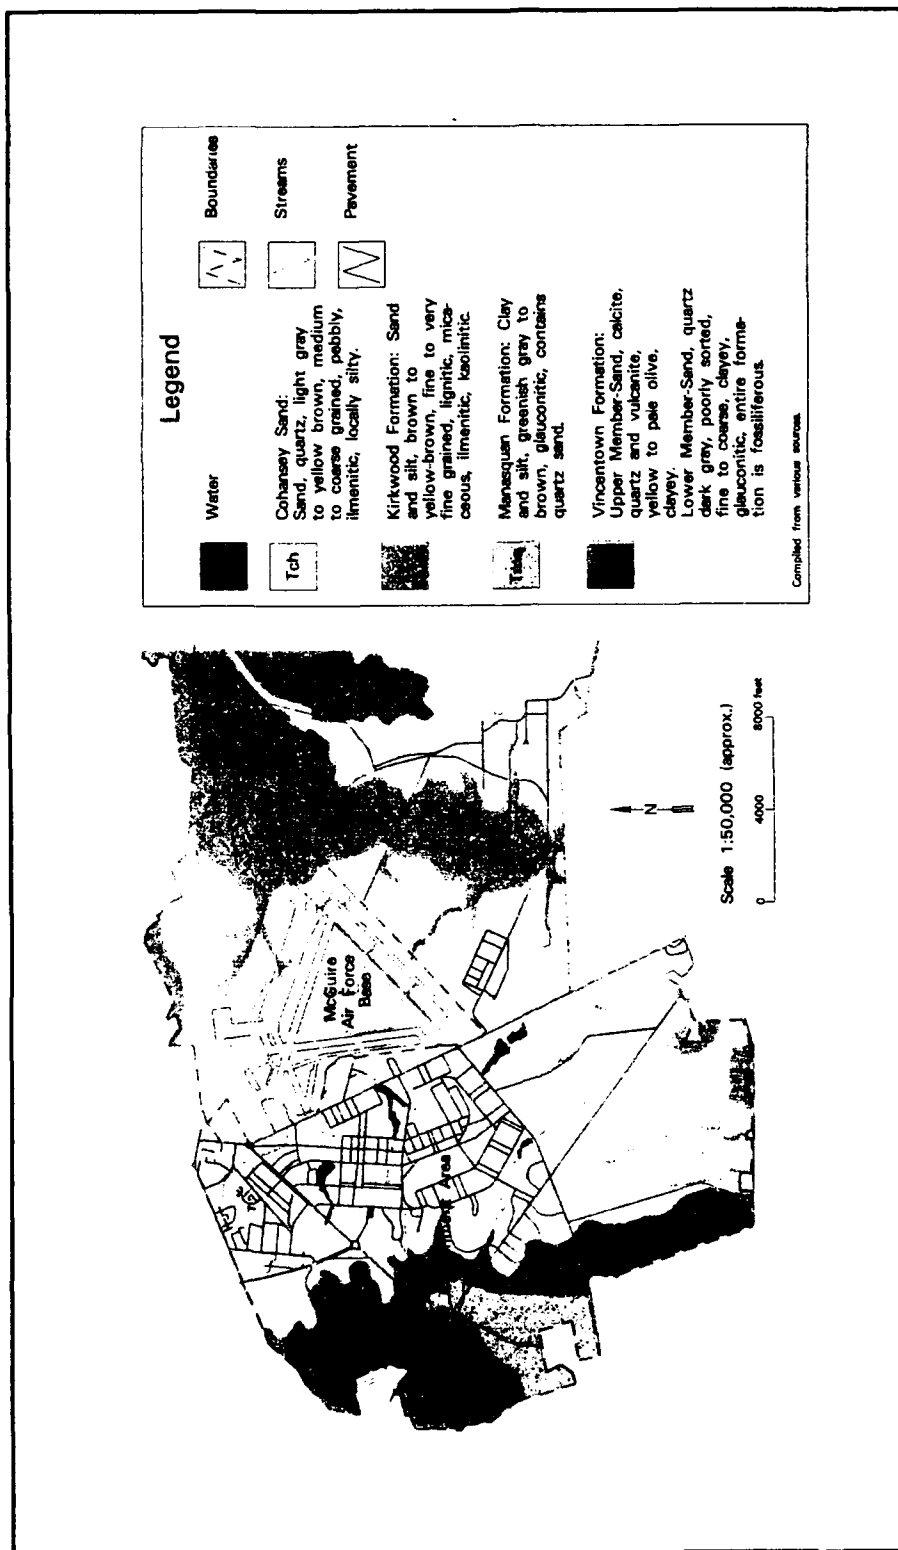 Legend
Water
Tch
Cohansey Sand:
Sand, quartz, light gray
to yellow brown, medium
to coarse grained, pebbly,
ilmenitic, locally silty.
Kirkwood Formation: Sand
and silt, brown to
yellow-brown, fine to very
fine grained, lignitic, mica-
ceous, ilmenitic, kaolinitic.
Manasquan Formation: Clay
and silt, greenish gray to
brown, glauconitic, contains
quartz sand.
Vincentown Formation:
Upper Member-Sand, calcite,
quartz and vulcanite,
yellow to pale olive,
clayey.
Lower Member-Sand, quartz
dark gray, poorly sorted,
fine to coarse, clayey,
glauconitic, entire forma-
tion is fossiliferous.
Boundaries
Streams
Pavement
Compiled from various sources.
McGuire
Air Force
Base
Area
N
Scale 1:50,000 (approx.)
0 4000 8000 feet